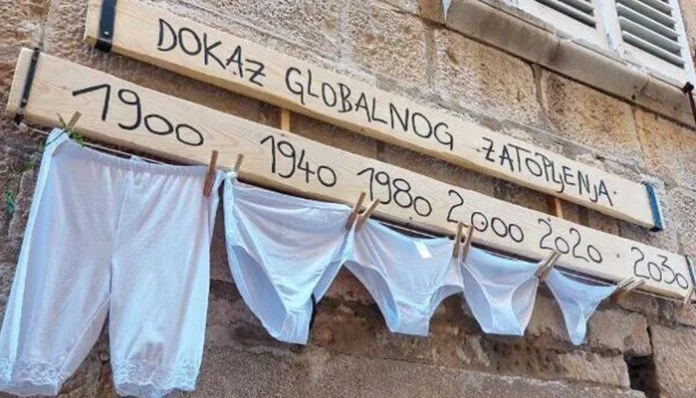 DOKAZ GLOBALNOG ZATOPLJENJA
1900 1940 1980 2000 2020 2030